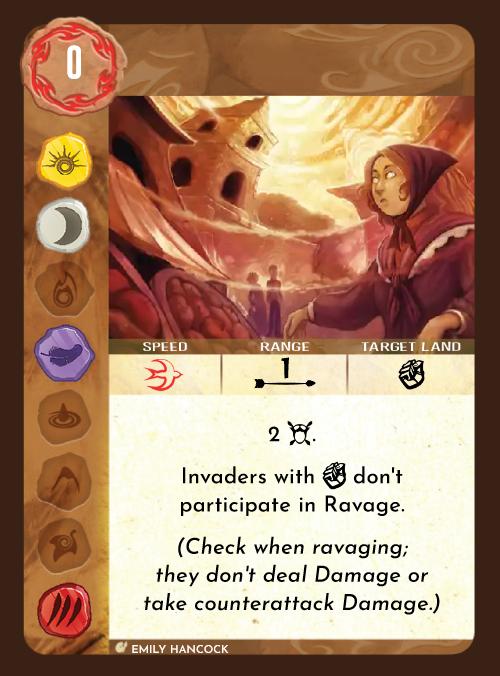 0
SPEED RANGE TARGET LAND
1
2 .
Invaders with don't
participate in Ravage.
(Check when ravaging;
they don't deal Damage or
take counterattack Damage.)
EMILY HANCOCK